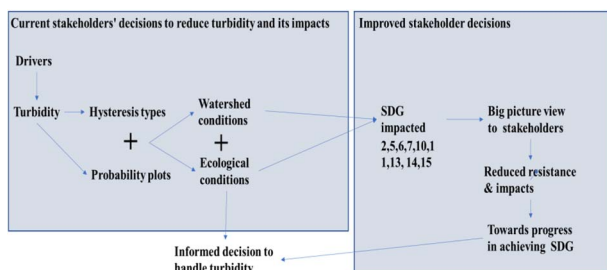 Current stakeholders' decisions to reduce turbidity and its impacts
Drivers
Turbidity
Hysteresis types
+
Probability plots
Watershed
conditions
+
Ecological
conditions
Informed decision to
handle turbidity
Improved stakeholder decisions
SDG
impacted
2,5,6,7,10,1
1,13, 14,15
Big picture view
to stakeholders
Reduced resistance
& impacts
Towards progress
in achieving SDG